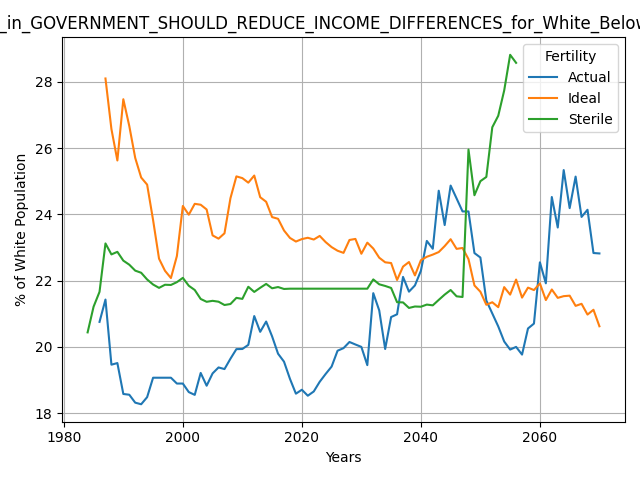 _in_GOVERNMENT_SHOULD_REDUCE_INCOME_DIFFERENCES_for_White_Below
Fertility
Actual
Ideal
Sterile
% of White Population
28
26
24
22
20
18
1980
2000
2020
2040
2060
Years